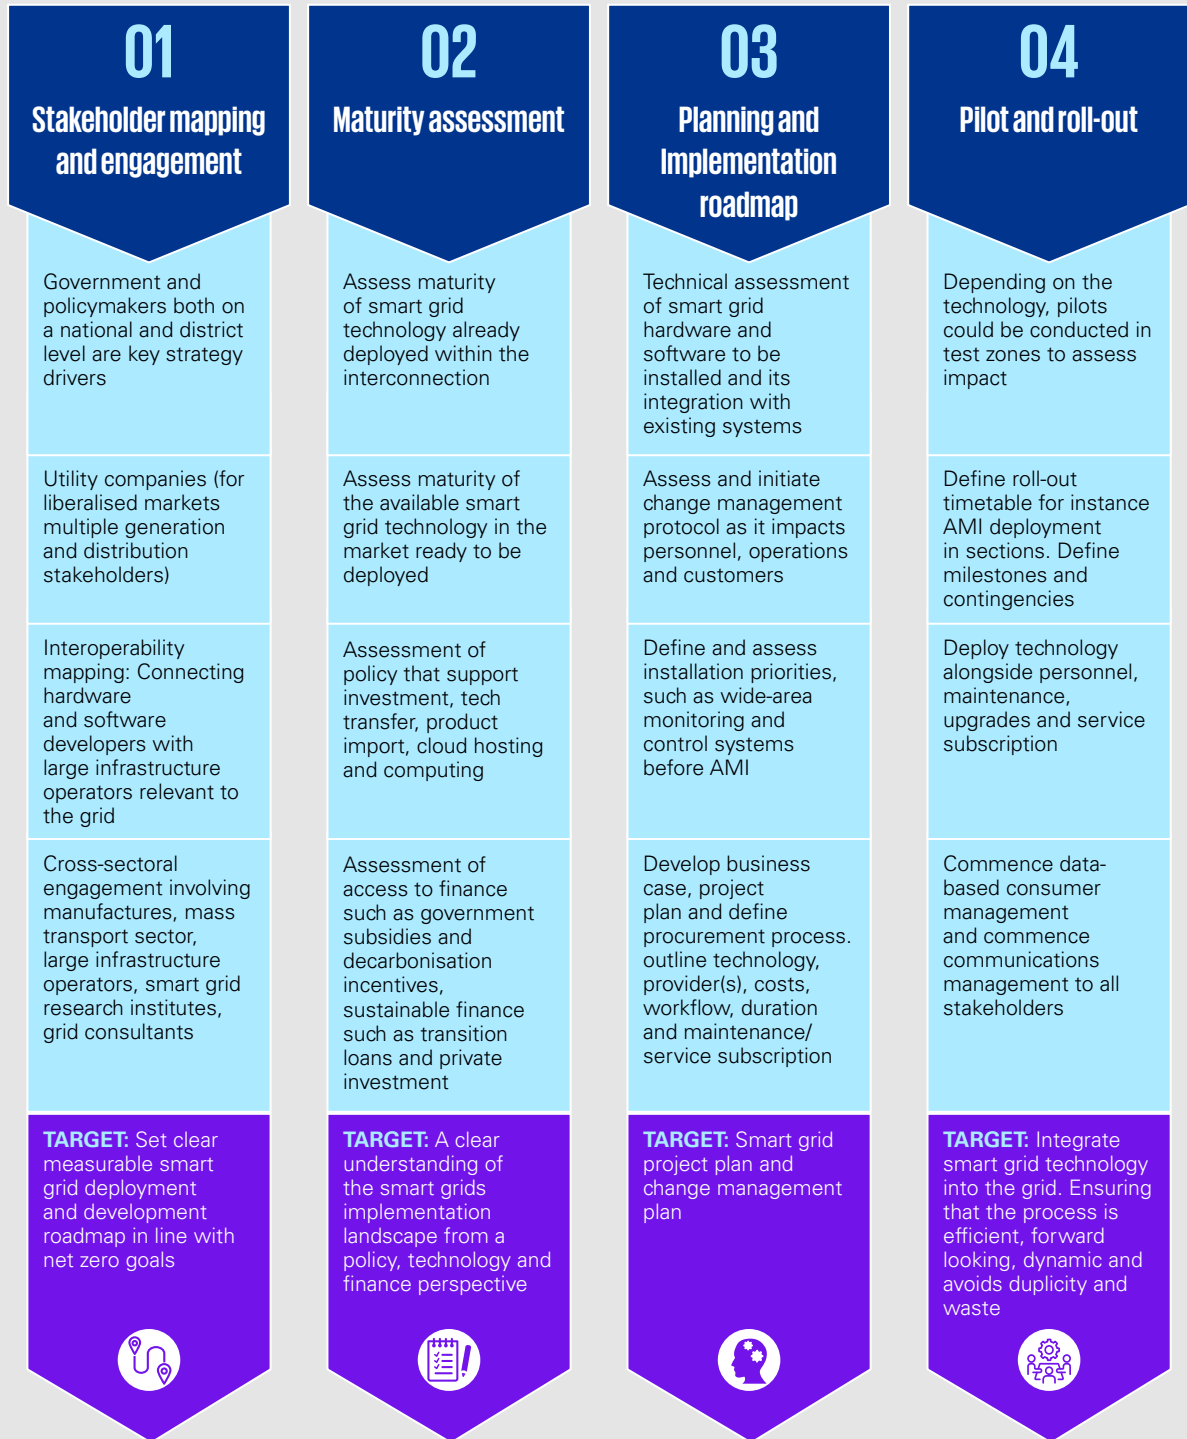 01
Stakeholder mapping
and engagement
Government and
policymakers both on
a national and district
level are key strategy
drivers
Utility companies (for
liberalised markets
multiple generation
and distribution
stakeholders)
Interoperability
mapping: Connecting
hardware
and software
developers with
large infrastructure
operators relevant to
the grid
Cross-sectoral
engagement involving
manufactures, mass
transport sector,
large infrastructure
operators, smart grid
research institutes,
grid consultants
TARGET: Set clear
measurable smart
grid deployment
and development
roadmap in line with
net zero goals
02
Maturity assessment
Assess maturity
of smart grid
technology already
deployed within the
interconnection
Assess maturity of
the available smart
grid technology in the
market ready to be
deployed
Assessment of
policy that support
investment, tech
transfer, product
import, cloud hosting
and computing
Assessment of
access to finance
such as government
subsidies and
decarbonisation
incentives,
sustainable finance
such as transition
loans and private
investment
TARGET: A clear
understanding of
the smart grids
implementation
landscape from a
policy, technology and
finance perspective
03
Planning and
Implementation
roadmap
Technical assessment
of smart grid
hardware and
software to be
installed and its
integration with
existing systems
Assess and initiate
change management
protocol as it impacts
personnel, operations
and customers
Define and assess
installation priorities,
such as wide-area
monitoring and
control systems
before AMI
Develop business
case, project
plan and define
procurement process.
outline technology,
provider(s), costs,
workflow, duration
and maintenance/
service subscription
TARGET: Smart grid
project plan and
change management
plan
04
Pilot and roll-out
Depending on the
technology, pilots
could be conducted in
test zones to assess
impact
Define roll-out
timetable for instance
AMI deployment
in sections. Define
milestones and
contingencies
Deploy technology
alongside personnel,
maintenance,
upgrades and service
subscription
Commence data-
based consumer
management
and commence
communications
management to all
stakeholders
TARGET: Integrate
smart grid technology
into the grid. Ensuring
that the process is
efficient, forward
looking, dynamic and
avoids duplicity and
waste